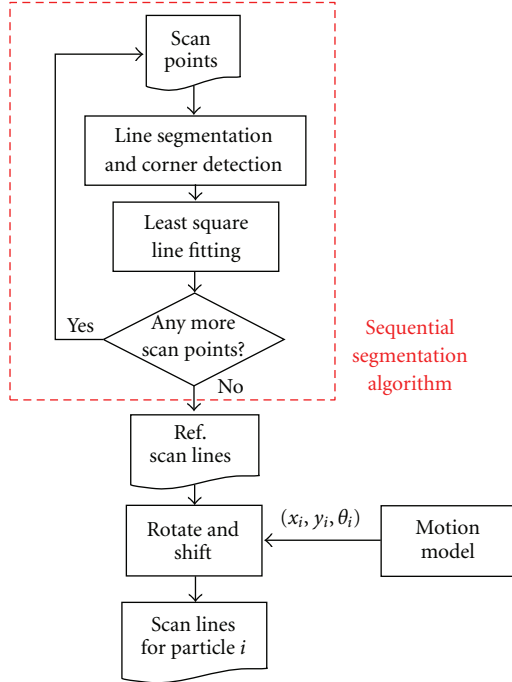 Scan
points
Line segmentation
and corner detection
Least square
line fitting
Any more
scan points?
Yes
No
Sequential
segmentation
algorithm
Ref.
scan lines
Rotate and
shift
(x_i, y_i, θ_i)
Motion
model
Scan lines
for particle i